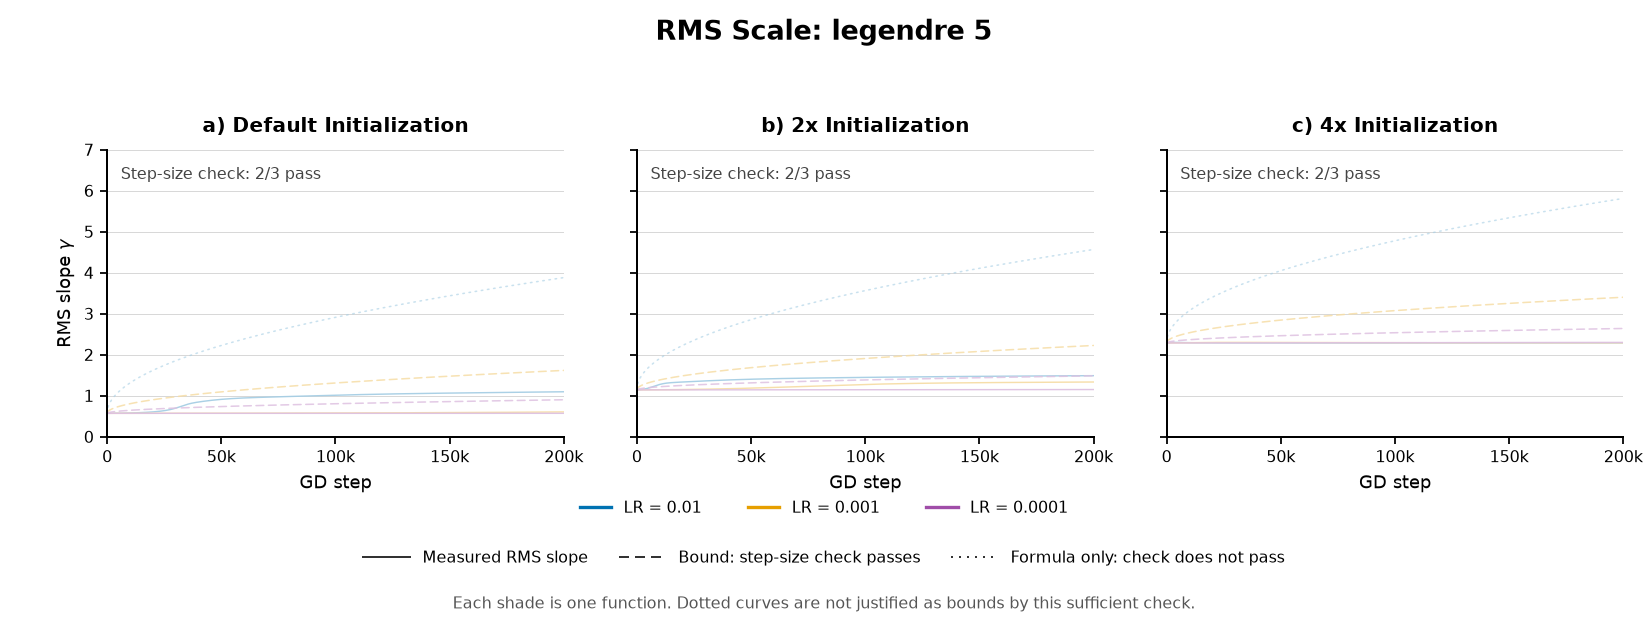 RMS Scale: legendre 5
a) Default Initialization
b) 2x Initialization
c) 4x Initialization
Step-size check: 2/3 pass
Step-size check: 2/3 pass
Step-size check: 2/3 pass
RMS slope γ
7
6
5
4
3
2
1
0
0 50k 100k 150k 200k
0 50k 100k 150k 200k
0 50k 100k 150k 200k
GD step
GD step
GD step
LR = 0.01
LR = 0.001
LR = 0.0001
Measured RMS slope
Bound: step-size check passes
Formula only: check does not pass
Each shade is one function. Dotted curves are not justified as bounds by this sufficient check.